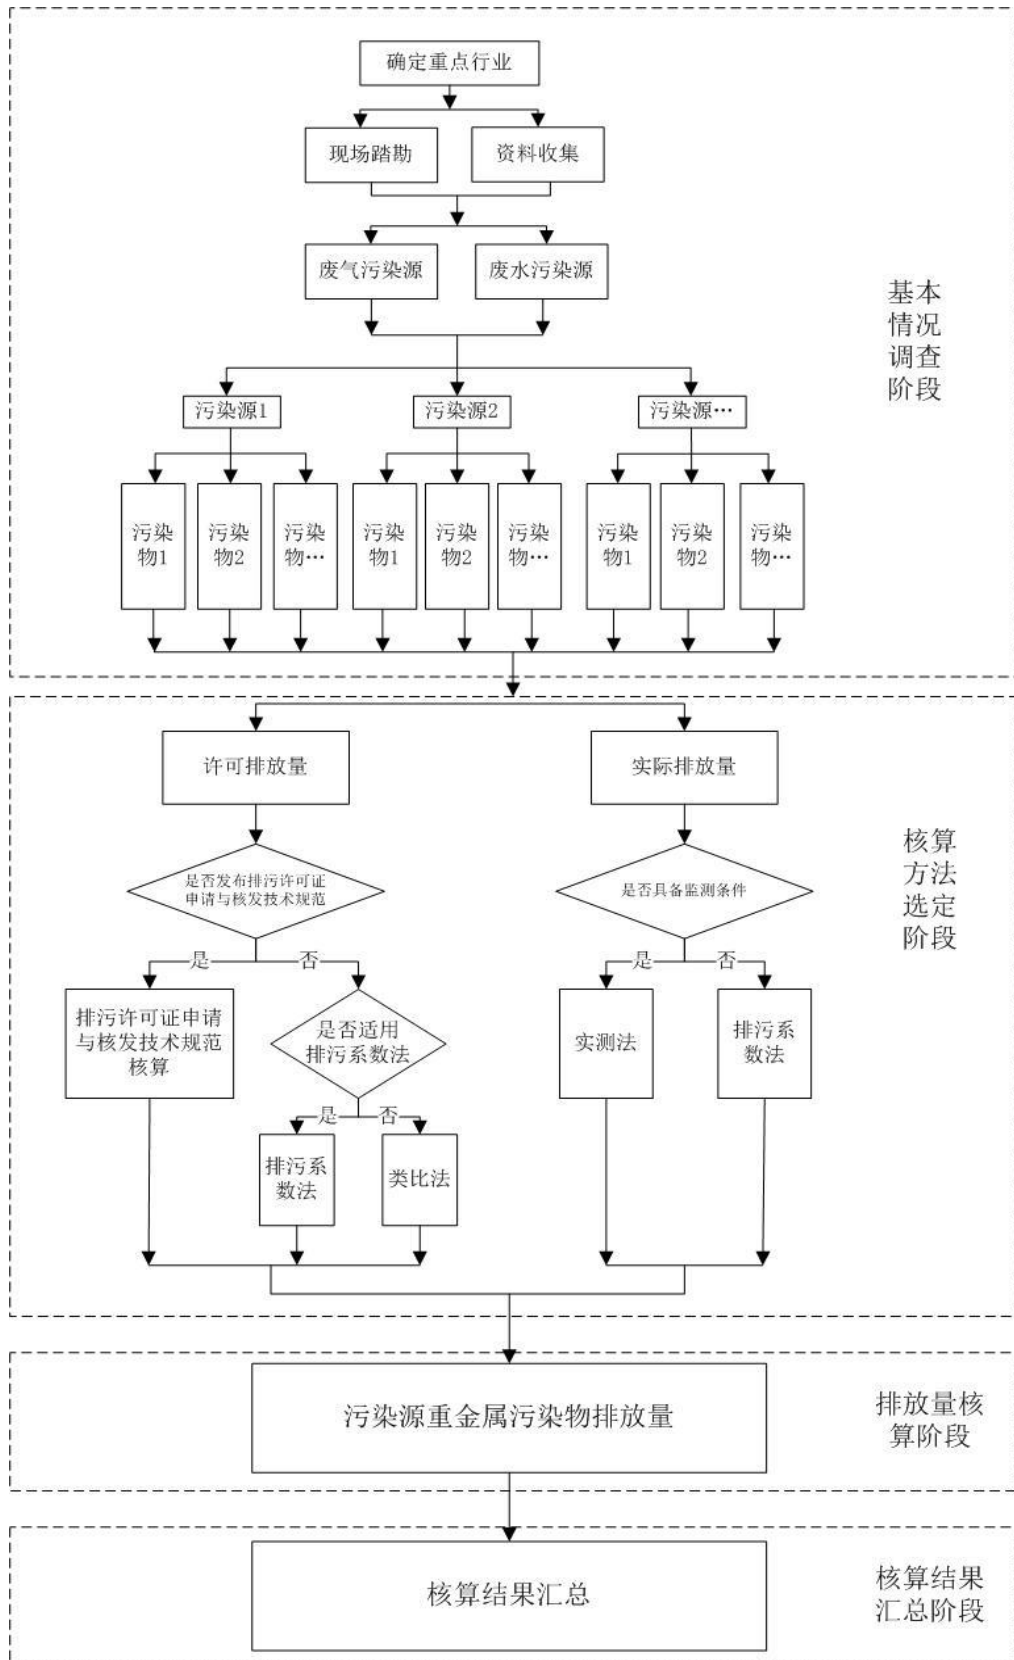 确定重点行业
现场踏勘
资料收集
废气污染源
废水污染源
基本
情况
调查
阶段
污染源1
污染源2
污染源…
污染
物1
污染
物2
污染
物…
污染
物1
污染
物2
污染
物…
污染
物1
污染
物2
污染
物…
许可排放量
实际排放量
核算
方法
选定
阶段
是否发布排污许可证
申请与核发技术规范
是否具备监测条件
是
否
是
否
排污许可证申请
与核发技术规范
核算
是否适用
排污系数法
实测法
排污系
数法
是
否
排污系
数法
类比法
污染源重金属污染物排放量
排放量核
算阶段
核算结果汇总
核算结果
汇总阶段